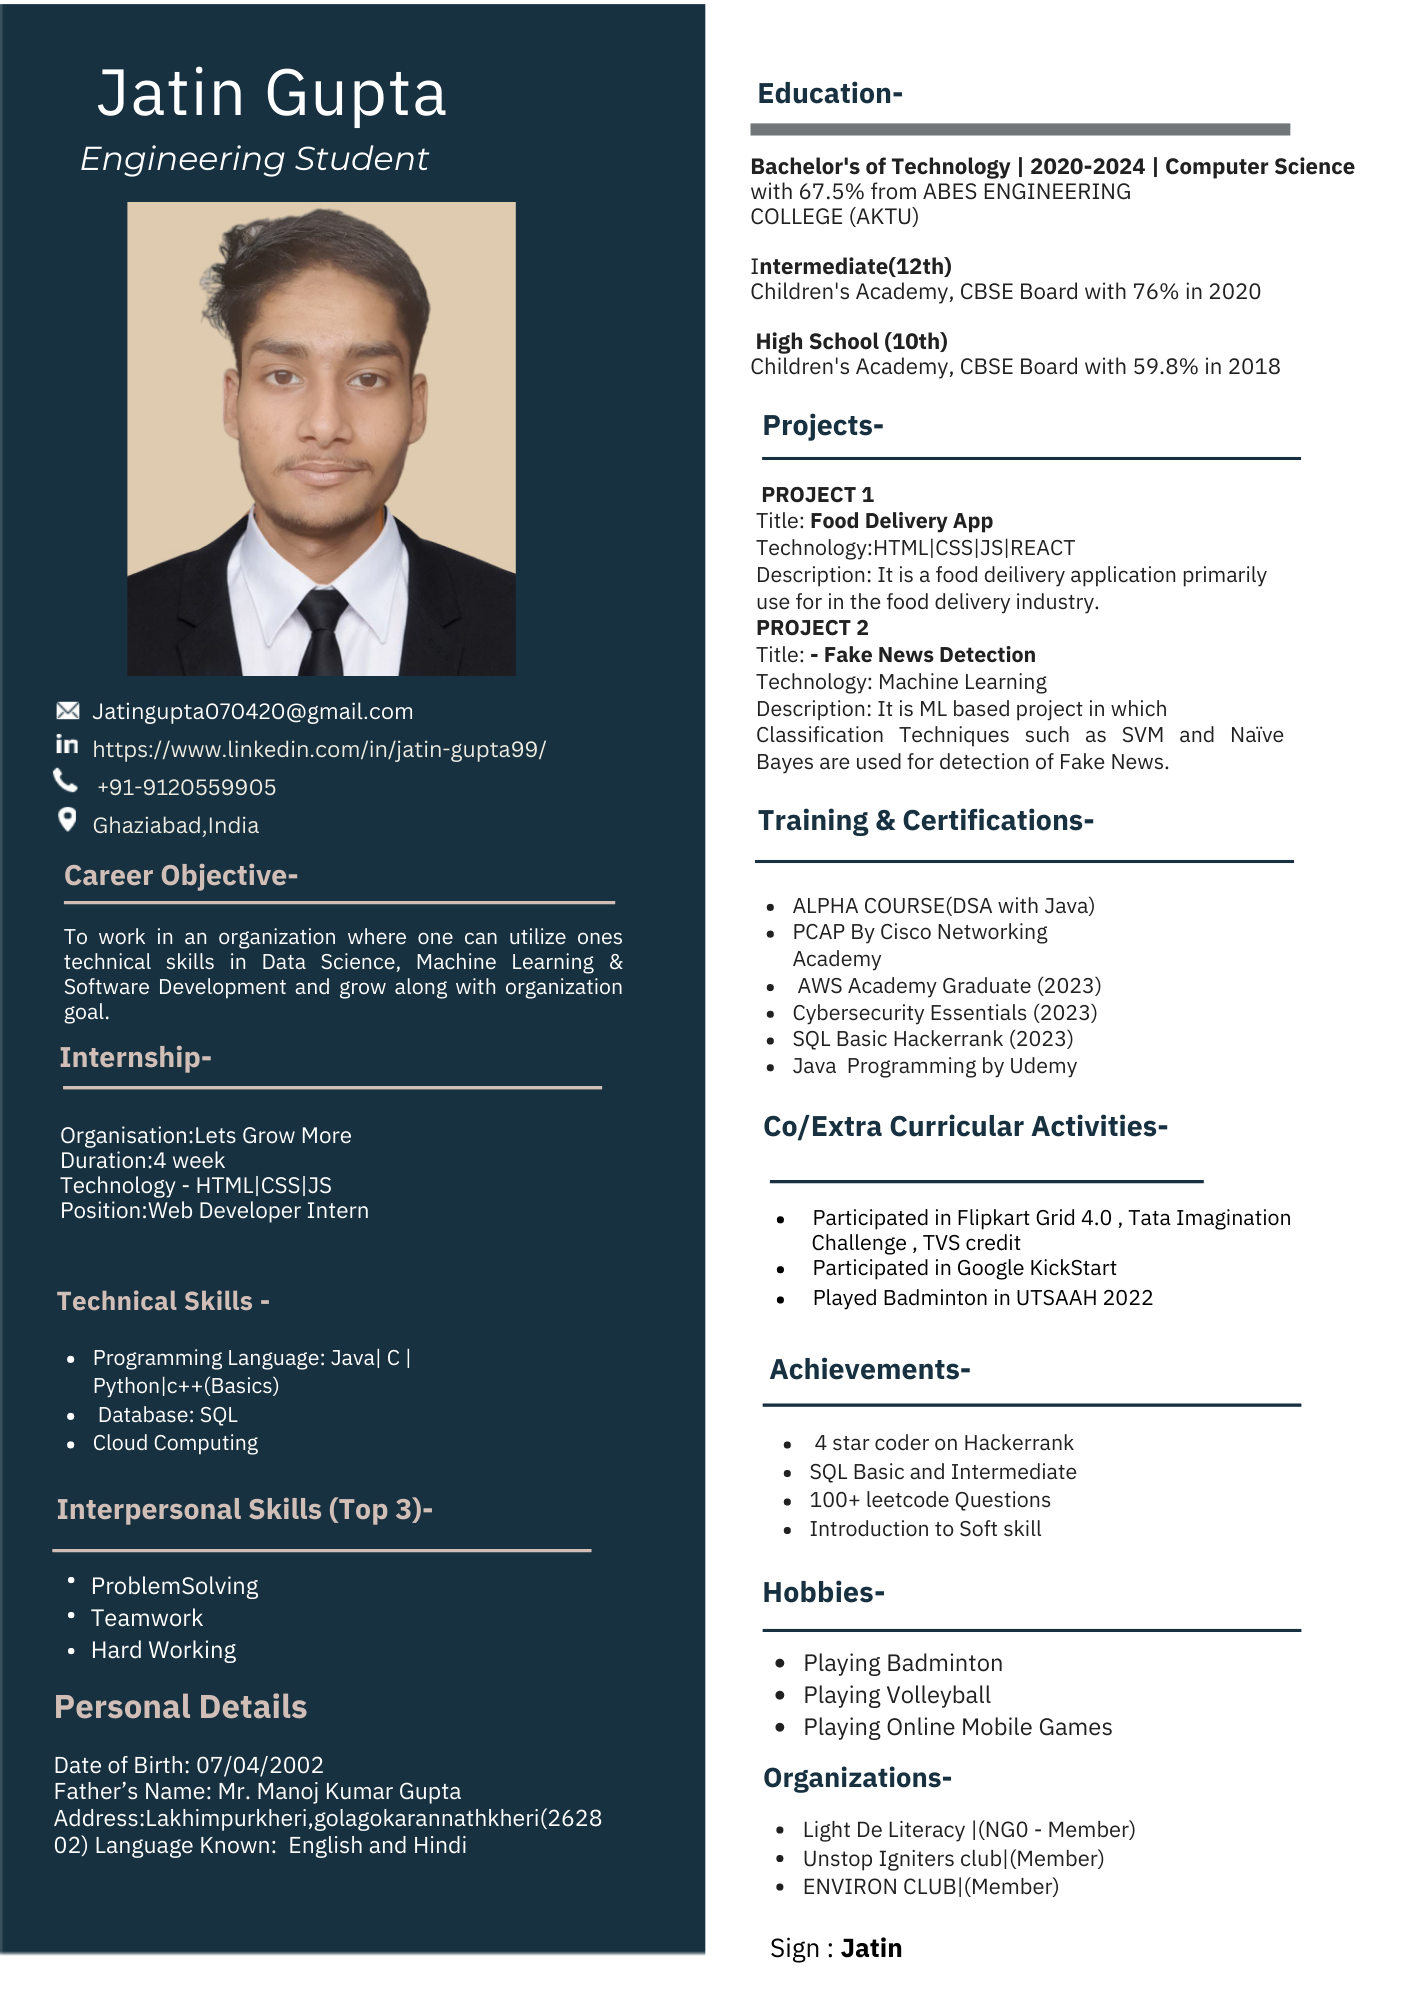 Jatin Gupta
Engineering Student
Jatingupta070420@gmail.com
https://www.linkedin.com/in/jatin-gupta99/
+91-9120559905
Ghaziabad,India
Career Objective-
To work in an organization where one can utilize ones
technical skills in Data Science, Machine Learning &
Software Development and grow along with organization
goal.
Internship-
Organisation:Lets Grow More
Duration:4 week
Technology - HTML|CSS|JS
Position:Web Developer Intern
Technical Skills -
• Programming Language: Java| C |
Python|c++(Basics)
• Database: SQL
• Cloud Computing
Interpersonal Skills (Top 3)-
• ProblemSolving
• Teamwork
• Hard Working
Personal Details
Date of Birth: 07/04/2002
Father’s Name: Mr. Manoj Kumar Gupta
Address:Lakhimpurkheri,golagokarannathkheri(2628
02) Language Known: English and Hindi
Education-
Bachelor's of Technology | 2020-2024 | Computer Science
with 67.5% from ABES ENGINEERING
COLLEGE (AKTU)
Intermediate(12th)
Children's Academy, CBSE Board with 76% in 2020
High School (10th)
Children's Academy, CBSE Board with 59.8% in 2018
Projects-
PROJECT 1
Title: Food Delivery App
Technology:HTML|CSS|JS|REACT
Description: It is a food deilivery application primarily
use for in the food delivery industry.
PROJECT 2
Title: - Fake News Detection
Technology: Machine Learning
Description: It is ML based project in which
Classification Techniques such as SVM and Naïve
Bayes are used for detection of Fake News.
Training & Certifications-
• ALPHA COURSE(DSA with Java)
• PCAP By Cisco Networking
Academy
• AWS Academy Graduate (2023)
• Cybersecurity Essentials (2023)
• SQL Basic Hackerrank (2023)
• Java Programming by Udemy
Co/Extra Curricular Activities-
• Participated in Flipkart Grid 4.0 , Tata Imagination
Challenge , TVS credit
• Participated in Google KickStart
• Played Badminton in UTSAAH 2022
Achievements-
• 4 star coder on Hackerrank
• SQL Basic and Intermediate
• 100+ leetcode Questions
• Introduction to Soft skill
Hobbies-
• Playing Badminton
• Playing Volleyball
• Playing Online Mobile Games
Organizations-
• Light De Literacy |(NG0 - Member)
• Unstop Igniters club|(Member)
• ENVIRON CLUB|(Member)
Sign : Jatin